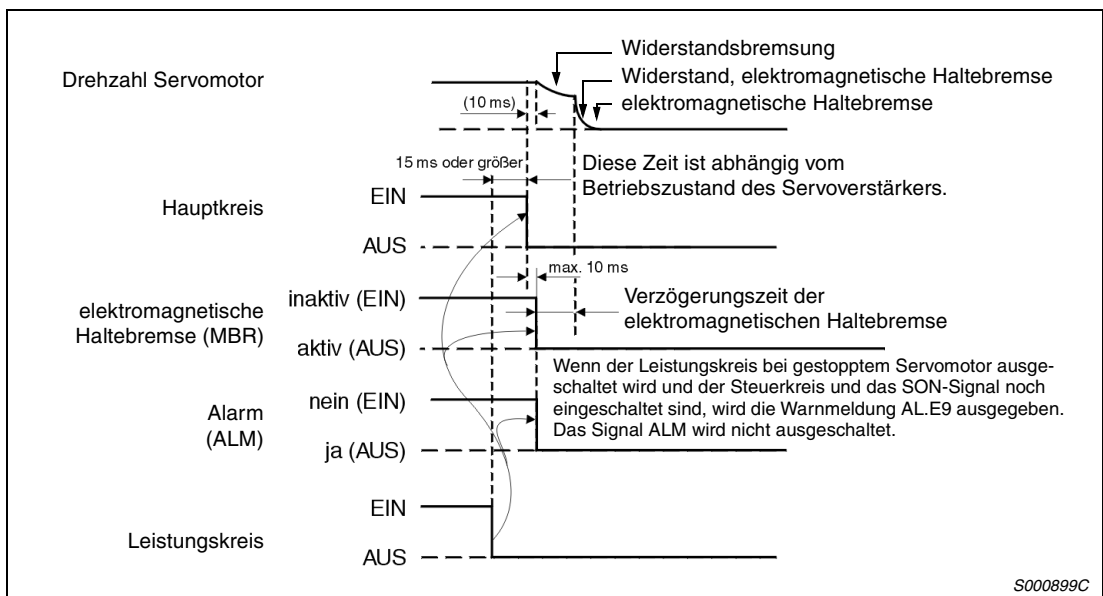 Widerstandsbremsung
Drehzahl Servomotor
Widerstand, elektromagnetische Haltebremse
(10 ms)
elektromagnetische Haltebremse
15 ms oder größer
Diese Zeit ist abhängig vom
Betriebszustand des Servoverstärkers.
EIN
Hauptkreis
AUS
max. 10 ms
inaktiv (EIN)
elektromagnetische
Haltebremse (MBR)
aktiv (AUS)
Verzögerungszeit der
elektromagnetischen Haltebremse
Wenn der Leistungskreis bei gestopptem Servomotor ausge-
schaltet wird und der Steuerkreis und das SON-Signal noch
eingeschaltet sind, wird die Warnmeldung AL.E9 ausgegeben.
Das Signal ALM wird nicht ausgeschaltet.
nein (EIN)
Alarm
(ALM)
ja (AUS)
EIN
Leistungskreis
AUS
S000899C